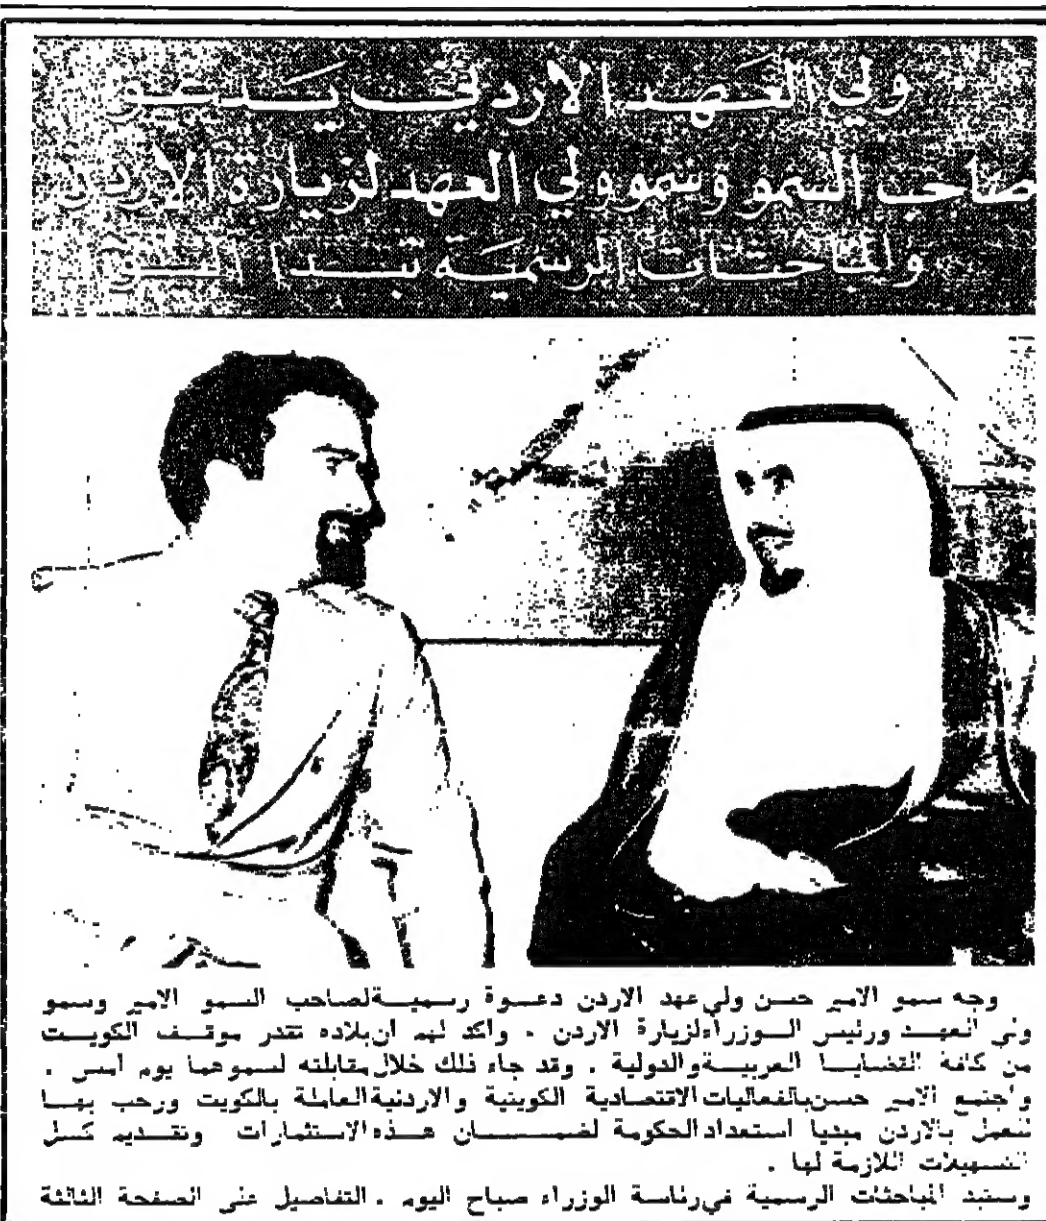 ولي العهد الاردني يدعو
صاحب السمو وسمو ولي العهد لزيارة الاردن
والمباحثات الرسمية تبدأ اليوم
وجه سمو الامير حسن ولي عهد الاردن دعوة رسمية لصاحب السمو الامير وسمو
ولي العهد ورئيس الوزراء لزيارة الاردن . واكد لهم ان بلاده تقدر موقف الكويت
من كافة القضايا العربية والدولية . وقد جاء ذلك خلال مقابلته لسموهما يوم أمس .
واجتمع الامير حسن بالفعاليات الاقتصادية الكويتية والاردنية العاملة بالكويت ورحب بها
للعمل بالاردن مبديا استعداد الحكومة لضمان هذه الاستثمارات وتقديم كل
التسهيلات اللازمة لها .
وستبد المباحثات الرسمية في رئاسة الوزراء صباح اليوم . التفاصيل على الصفحة الثالثة